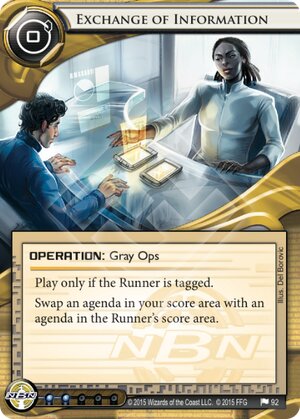 0
EXCHANGE OF INFORMATION
OPERATION: Gray Ops
Play only if the Runner is tagged.
Swap an agenda in your score area with an
agenda in the Runner's score area.
Illus. Del Borovic
NBN
NBN
© 2015 Wizards of the Coast LLC. © 2015 FFG
92